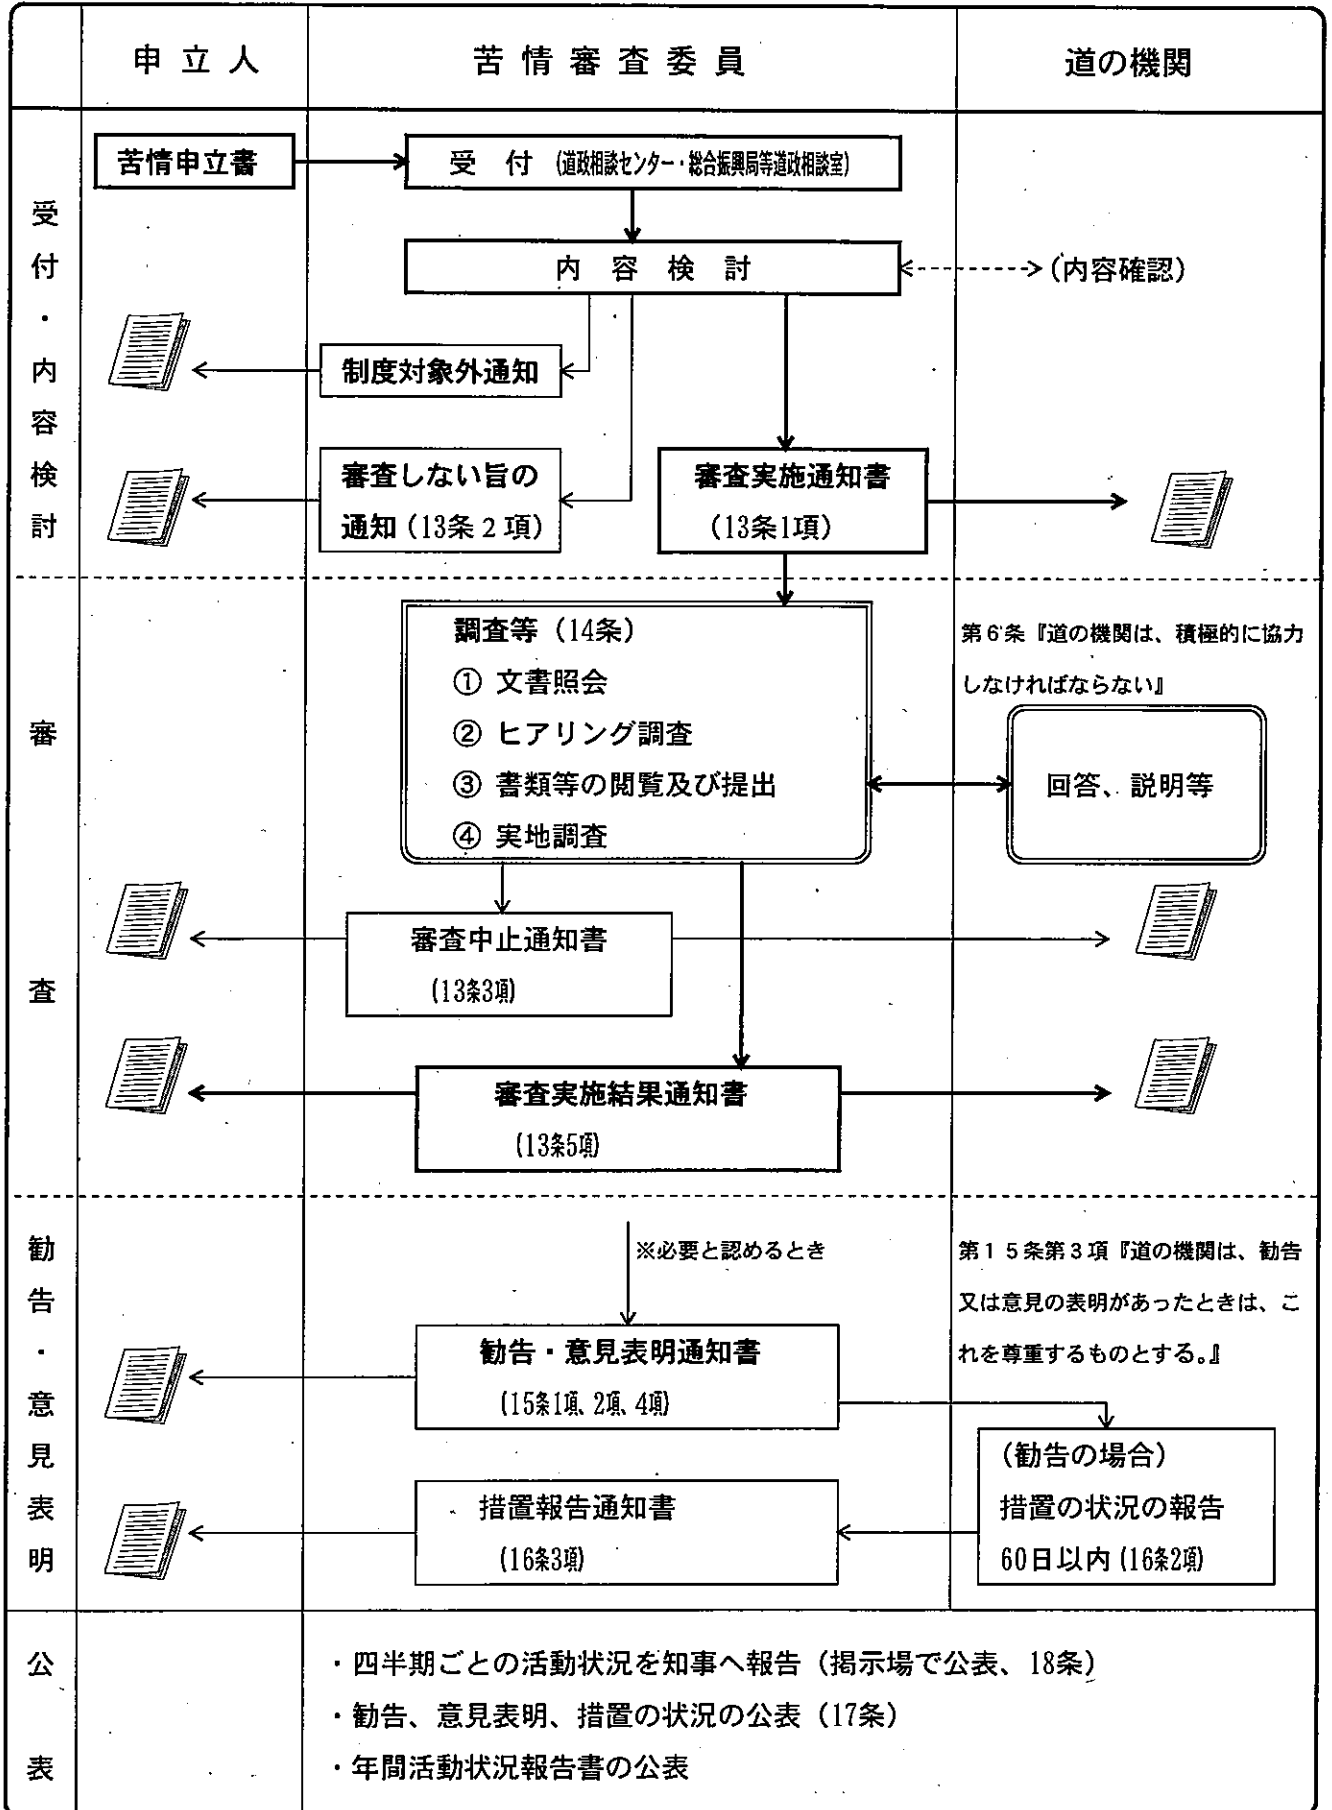 申立人
苦情審査委員
道の機関
受付・内容検討
苦情申立書
受　付（道政相談センター・総合振興局等道政相談室）
内　容　検　討
（内容確認）
制度対象外通知
審査しない旨の
通知（13条２項）
審査実施通知書
（13条1項）
審査
調査等（14条）
① 文書照会
② ヒアリング調査
③ 書類等の閲覧及び提出
④ 実地調査
第６条『道の機関は、積極的に協力
しなければならない』
回答、説明等
審査中止通知書
（13条3項）
審査実施結果通知書
（13条5項）
勧告・意見表明
※必要と認めるとき
第１５条第３項『道の機関は、勧告
又は意見の表明があったときは、こ
れを尊重するものとする。』
勧告・意見表明通知書
（15条1項、2項、4項）
（勧告の場合）
措置の状況の報告
60日以内（16条2項）
措置報告通知書
（16条3項）
公表
・四半期ごとの活動状況を知事へ報告（掲示場で公表、18条）
・勧告、意見表明、措置の状況の公表（17条）
・年間活動状況報告書の公表